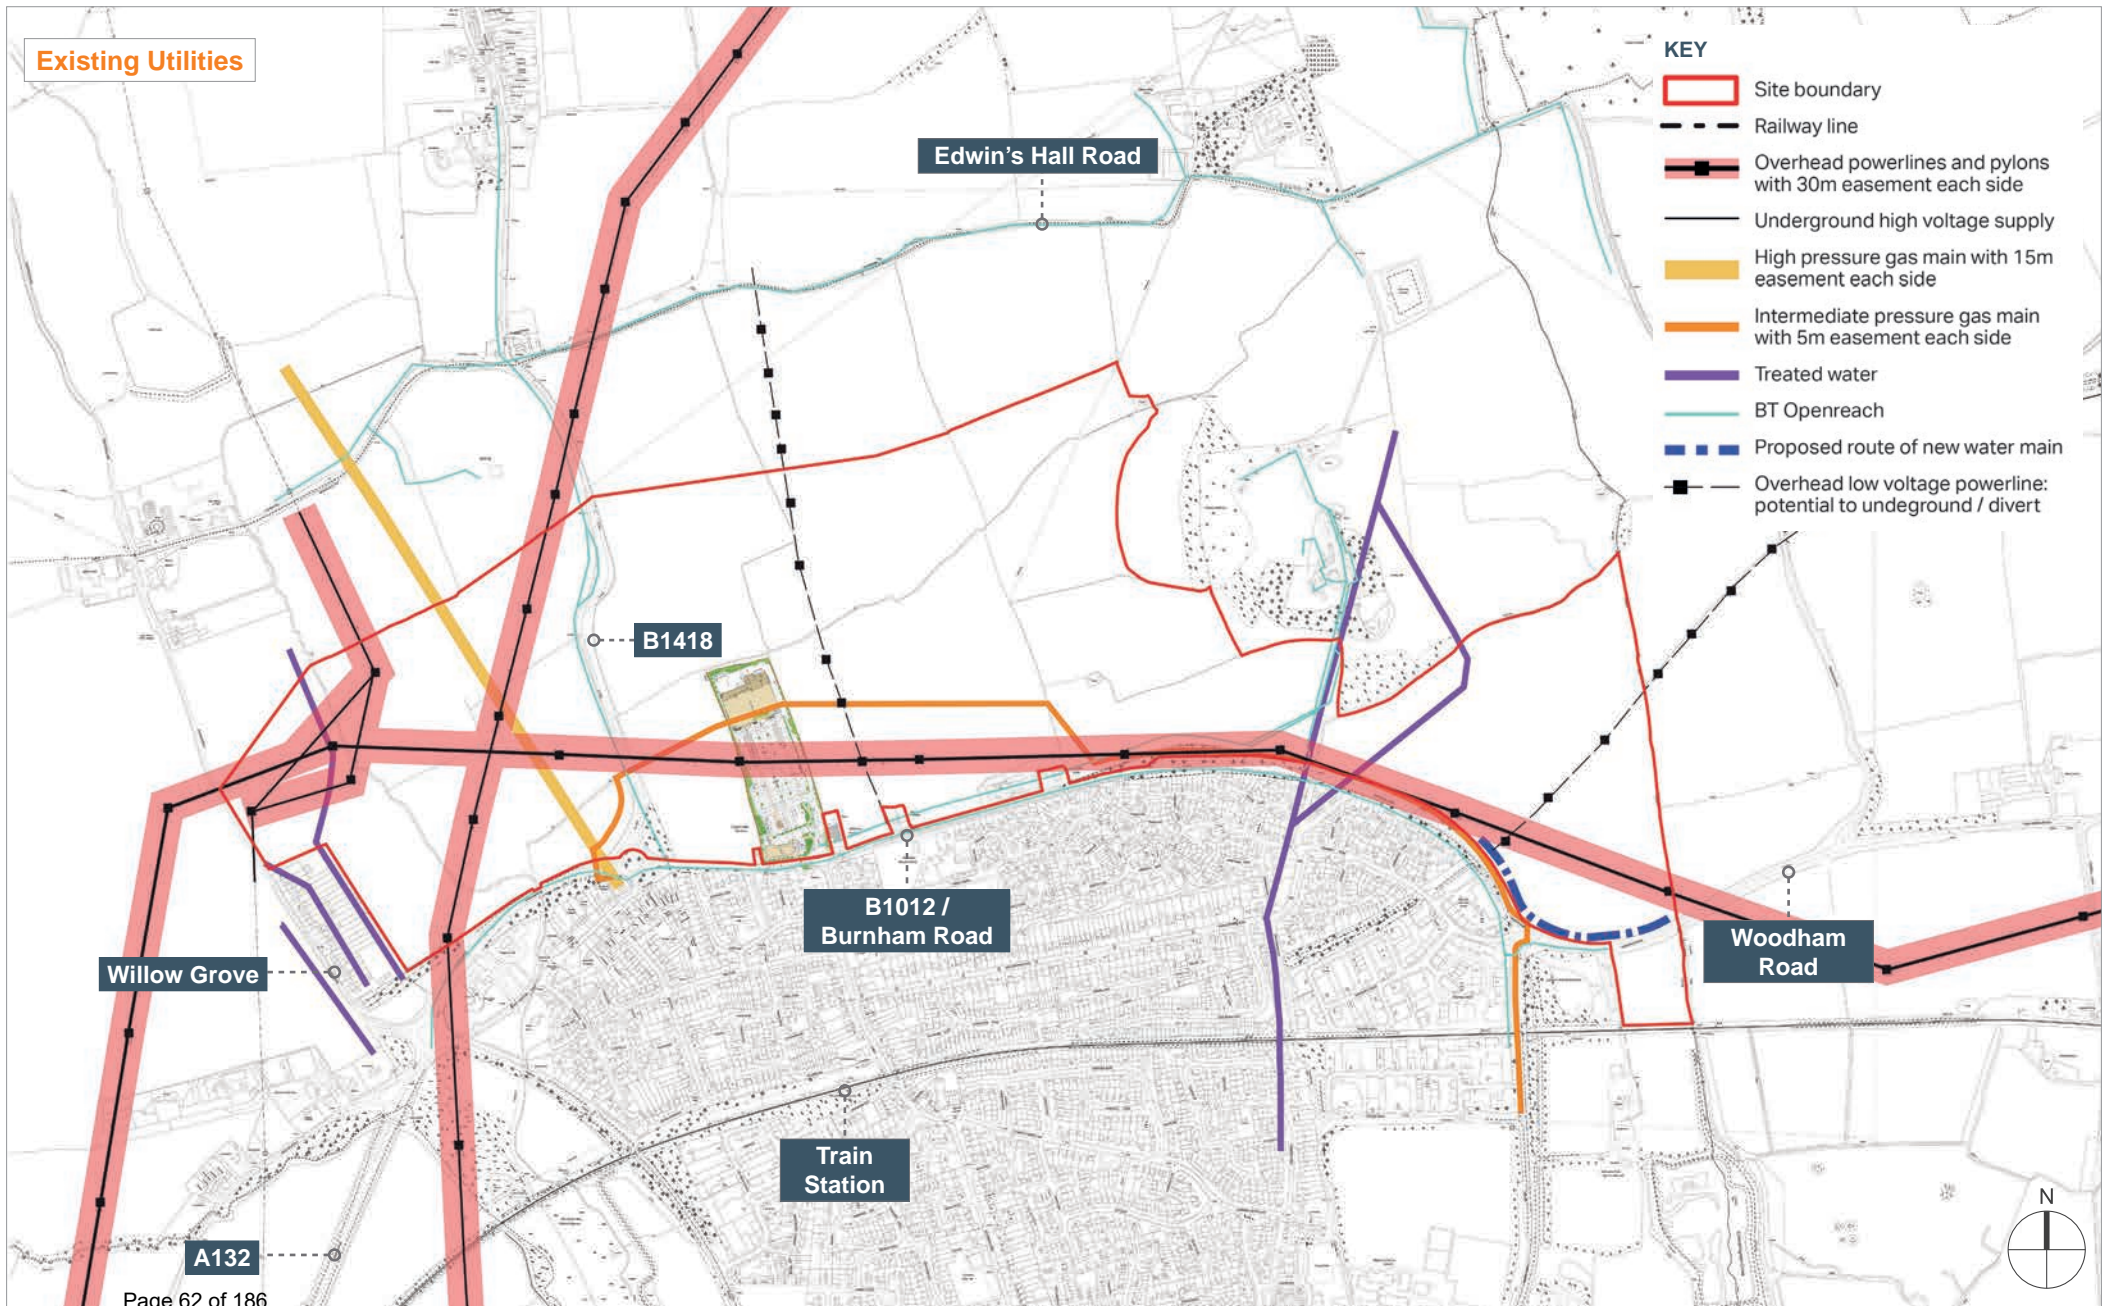 Existing Utilities
KEY
Site boundary
Railway line
Overhead powerlines and pylons
with 30m easement each side
Underground high voltage supply
High pressure gas main with 15m
easement each side
Intermediate pressure gas main
with 5m easement each side
Treated water
BT Openreach
Proposed route of new water main
Overhead low voltage powerline:
potential to undeground / divert
Edwin's Hall Road
B1418
B1012 /
Burnham Road
Willow Grove
Woodham
Road
Train
Station
A132
N
Page 62 of 186